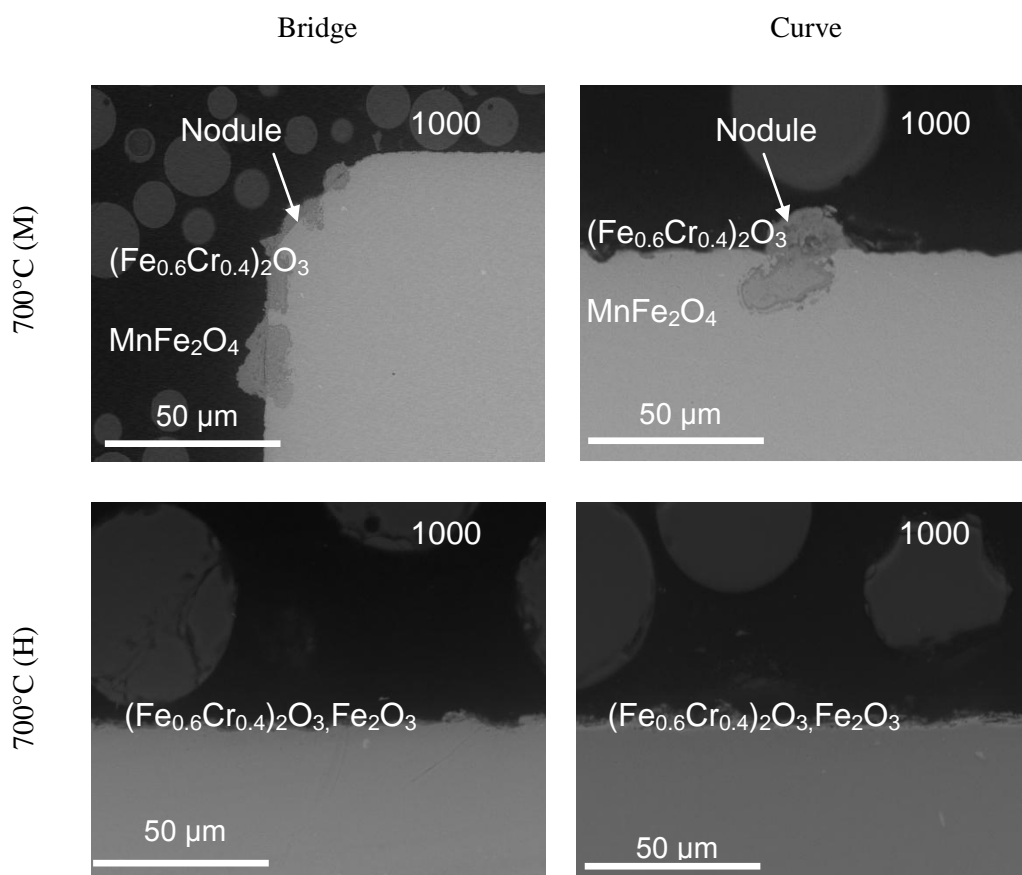 Bridge
Curve
700°C (M)
1000
Nodule
(Fe₀.₆Cr₀.₄)₂O₃
MnFe₂O₄
50 µm
1000
Nodule
(Fe₀.₆Cr₀.₄)₂O₃
MnFe₂O₄
50 µm
700°C (H)
1000
(Fe₀.₆Cr₀.₄)₂O₃,Fe₂O₃
50 µm
1000
(Fe₀.₆Cr₀.₄)₂O₃,Fe₂O₃
50 µm